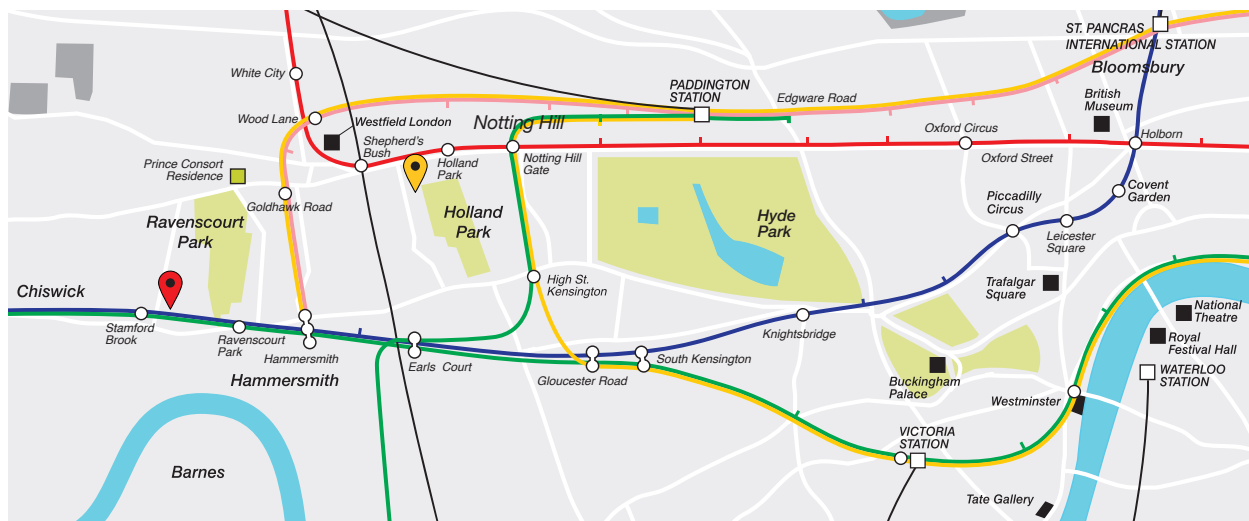 ST. PANCRAS
INTERNATIONAL STATION
Bloomsbury
White City
PADDINGTON
STATION
Edgware Road
British
Museum
Wood Lane
Westfield London
Notting Hill
Oxford Circus
Holborn
Shepherd's
Bush
Holland
Park
Notting Hill
Gate
Oxford Street
Prince Consort
Residence
Goldhawk Road
Piccadilly
Circus
Covent
Garden
Ravenscourt
Park
Holland
Park
Hyde
Park
Leicester
Square
High St.
Kensington
Trafalgar
Square
Chiswick
National
Theatre
Stamford
Brook
Ravenscourt
Park
Hammersmith
Knightsbridge
Royal
Festival Hall
Earls Court
Gloucester Road
South Kensington
WATERLOO
STATION
Hammersmith
Buckingham
Palace
Westminster
VICTORIA
STATION
Barnes
Tate Gallery